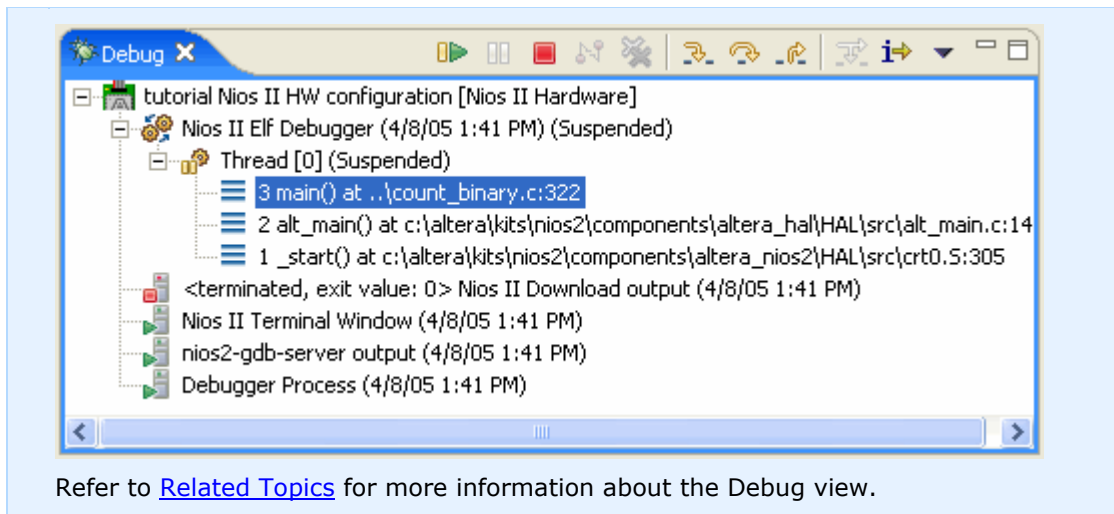 Debug
tutorial Nios II HW configuration [Nios II Hardware]
Nios II Elf Debugger (4/8/05 1:41 PM) (Suspended)
Thread [0] (Suspended)
3 main() at ..\count_binary.c:322
2 alt_main() at c:\altera\kits\nios2\components\altera_hal\HAL\src\alt_main.c:14
1 _start() at c:\altera\kits\nios2\components\altera_nios2\HAL\src\crt0.S:305
<terminated, exit value: 0> Nios II Download output (4/8/05 1:41 PM)
Nios II Terminal Window (4/8/05 1:41 PM)
nios2-gdb-server output (4/8/05 1:41 PM)
Debugger Process (4/8/05 1:41 PM)
Refer to Related Topics for more information about the Debug view.